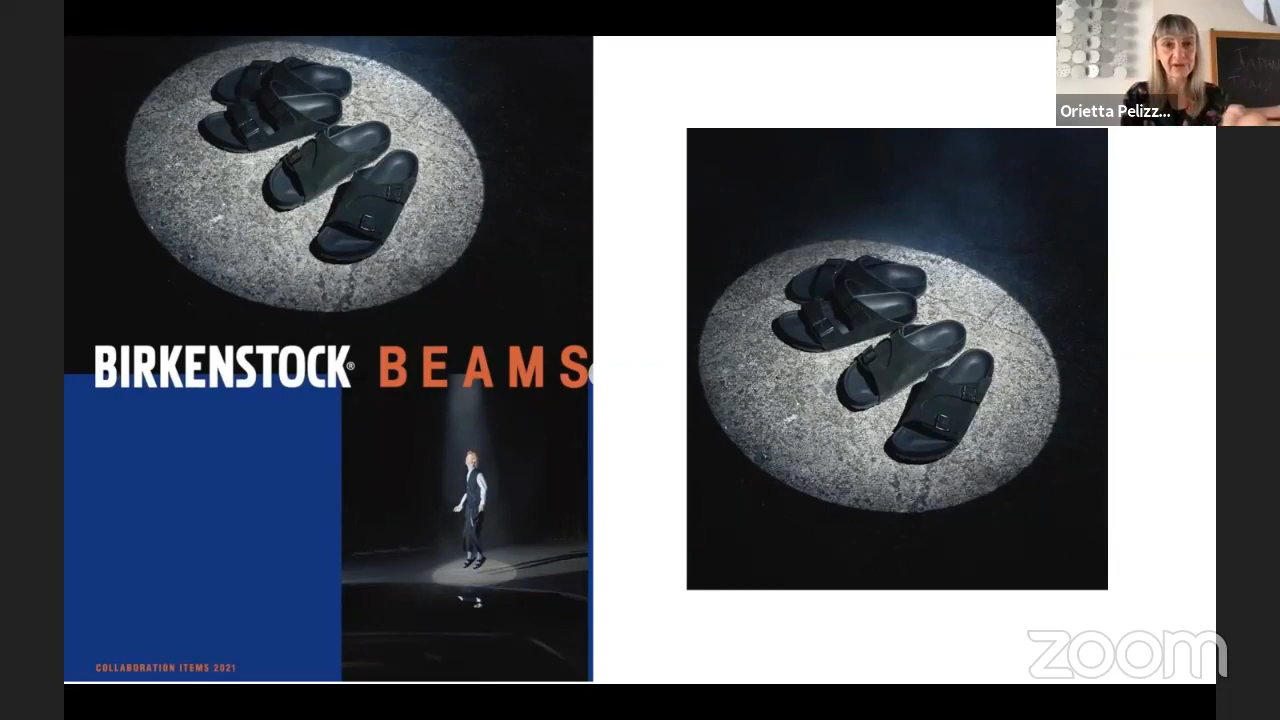 Orietta Pelizz...
BIRKENSTOCK® BEAMS
COLLABORATION ITEMS 2021
zoom